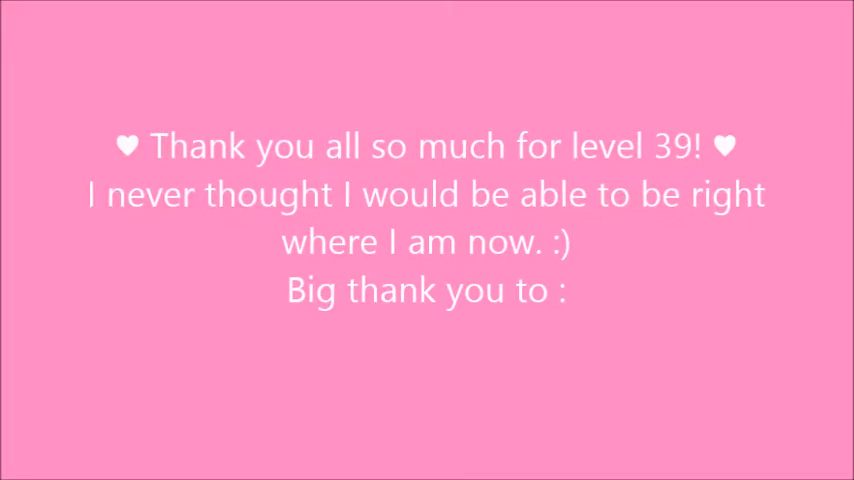 ♥ Thank you all so much for level 39! ♥
I never thought I would be able to be right
where I am now. :)
Big thank you to :